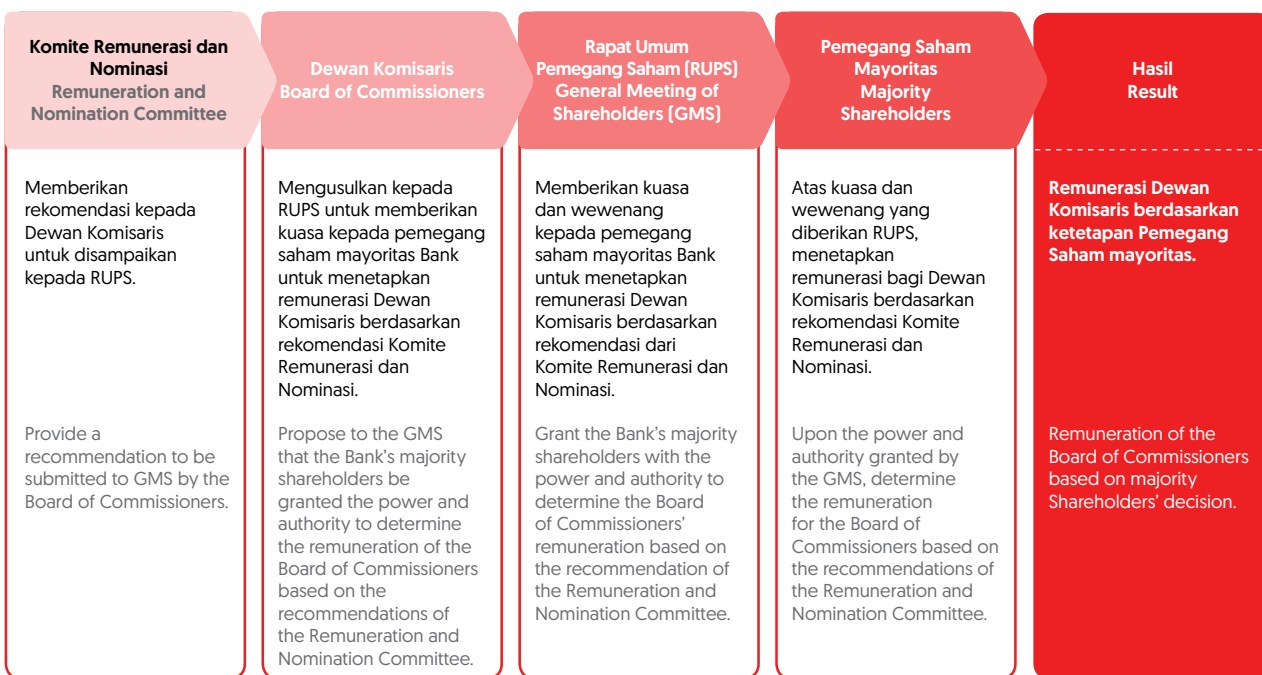 Komite Remunerasi dan
Nominasi
Remuneration and
Nomination Committee
Dewan Komisaris
Board of Commissioners
Rapat Umum
Pemegang Saham (RUPS)
General Meeting of
Shareholders (GMS)
Pemegang Saham
Mayoritas
Majority
Shareholders
Hasil
Result
Memberikan
rekomendasi kepada
Dewan Komisaris
untuk disampaikan
kepada RUPS.
Provide a
recommendation to be
submitted to GMS by the
Board of Commissioners.
Mengusulkan kepada
RUPS untuk memberikan
kuasa kepada pemegang
saham mayoritas Bank
untuk menetapkan
remunerasi Dewan
Komisaris berdasarkan
rekomendasi Komite
Remunerasi dan
Nominasi.
Propose to the GMS
that the Bank's majority
shareholders be
granted the power and
authority to determine
the remuneration of the
Board of Commissioners
based on the
recommendations of
the Remuneration and
Nomination Committee.
Memberikan kuasa
dan wewenang
kepada pemegang
saham mayoritas Bank
untuk menetapkan
remunerasi Dewan
Komisaris berdasarkan
rekomendasi dari
Komite Remunerasi dan
Nominasi.
Grant the Bank's majority
shareholders with the
power and authority to
determine the Board
of Commissioners'
remuneration based on
the recommendation of
the Remuneration and
Nomination Committee.
Atas kuasa dan
wewenang yang
diberikan RUPS,
menetapkan
remunerasi bagi Dewan
Komisaris berdasarkan
rekomendasi Komite
Remunerasi dan
Nominasi.
Upon the power and
authority granted by
the GMS, determine
the remuneration
for the Board of
Commissioners based on
the recommendations of
the Remuneration and
Nomination Committee.
Remunerasi Dewan
Komisaris berdasarkan
ketetapan Pemegang
Saham mayoritas.
Remuneration of the
Board of Commissioners
based on majority
Shareholders' decision.